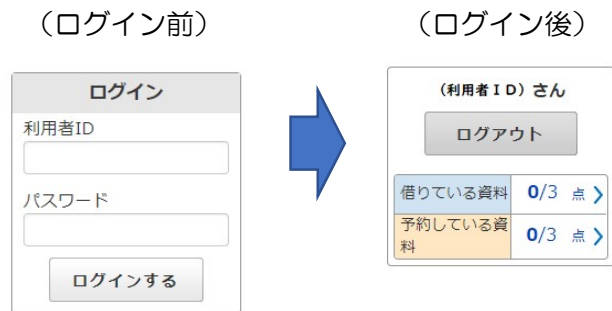 （ログイン前）
ログイン
利用者ID
パスワード
ログインする
（ログイン後）
（利用者ＩＤ）さん
ログアウト
借りている資料 0/3 点
予約している資
料 0/3 点